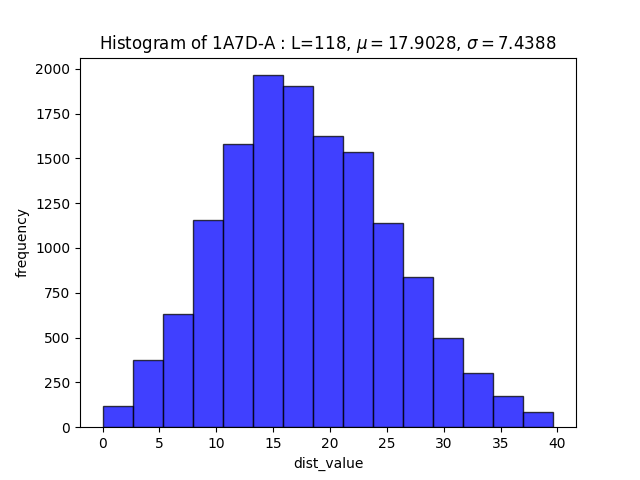 Histogram of 1A7D-A : L=118, μ = 17.9028, σ = 7.4388
2000
1750
1500
1250
1000
750
500
250
0
frequency
0 5 10 15 20 25 30 35 40
dist_value